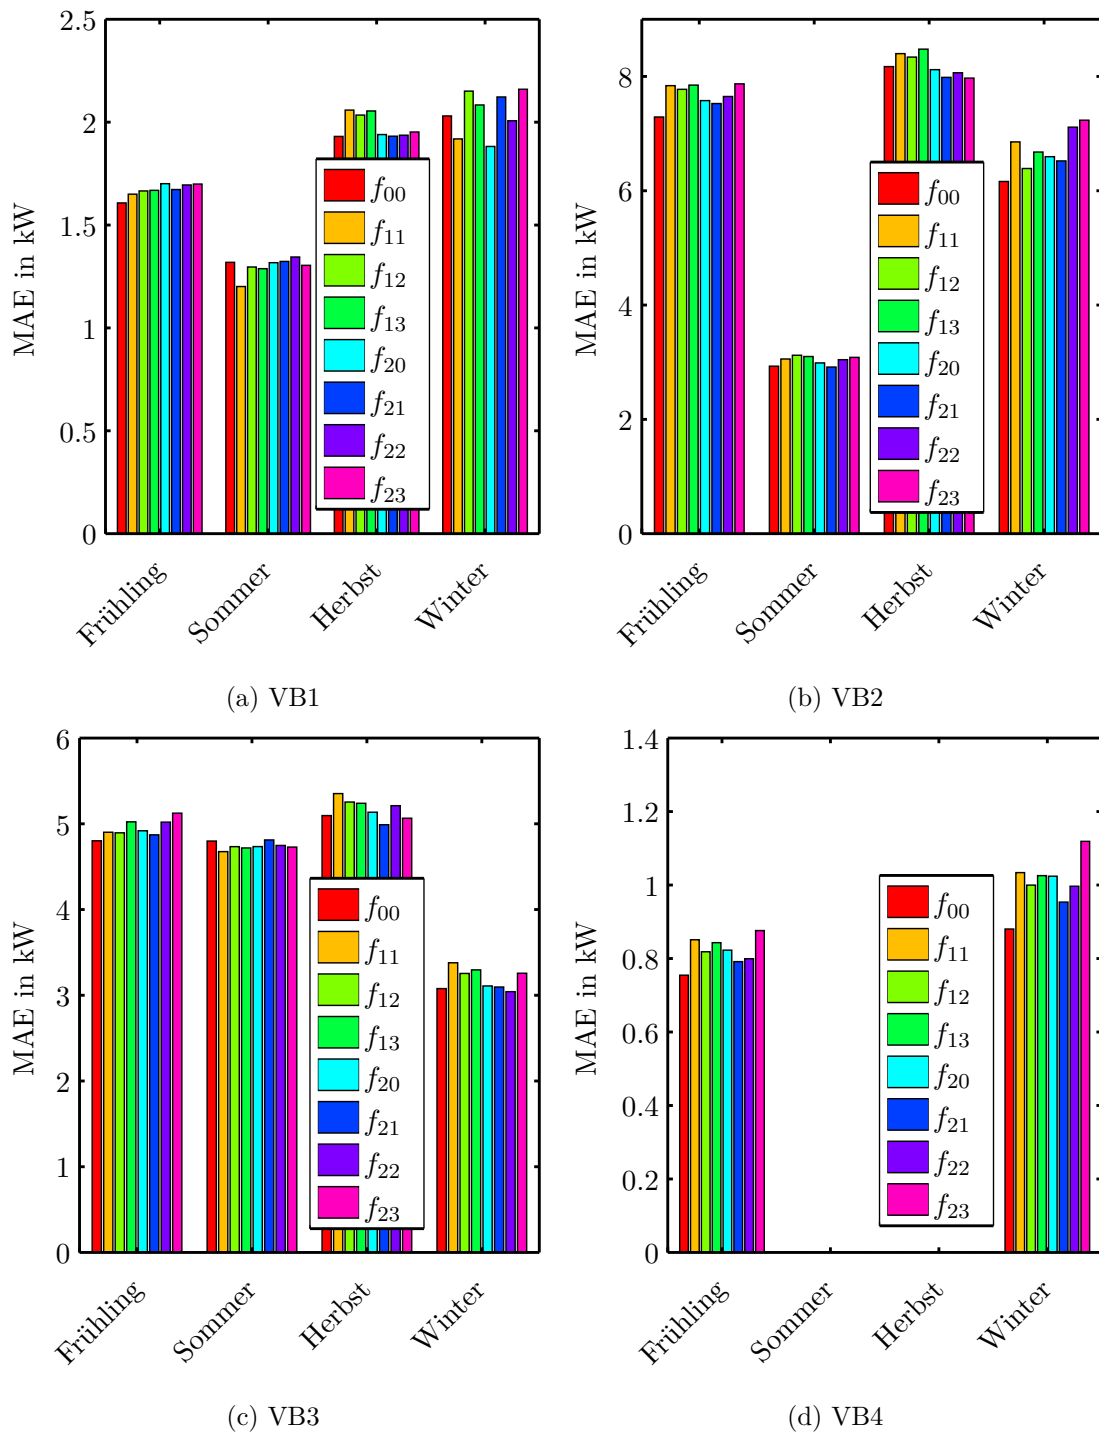 2.5
2
1.5
1
0.5
0
MAE in kW
f00
f11
f12
f13
f20
f21
f22
f23
Frühling
Sommer
Herbst
Winter
(a) VB1
8
6
4
2
0
MAE in kW
f00
f11
f12
f13
f20
f21
f22
f23
Frühling
Sommer
Herbst
Winter
(b) VB2
6
5
4
3
2
1
0
MAE in kW
f00
f11
f12
f13
f20
f21
f22
f23
Frühling
Sommer
Herbst
Winter
(c) VB3
1.4
1.2
1
0.8
0.6
0.4
0.2
0
MAE in kW
f00
f11
f12
f13
f20
f21
f22
f23
Frühling
Sommer
Herbst
Winter
(d) VB4